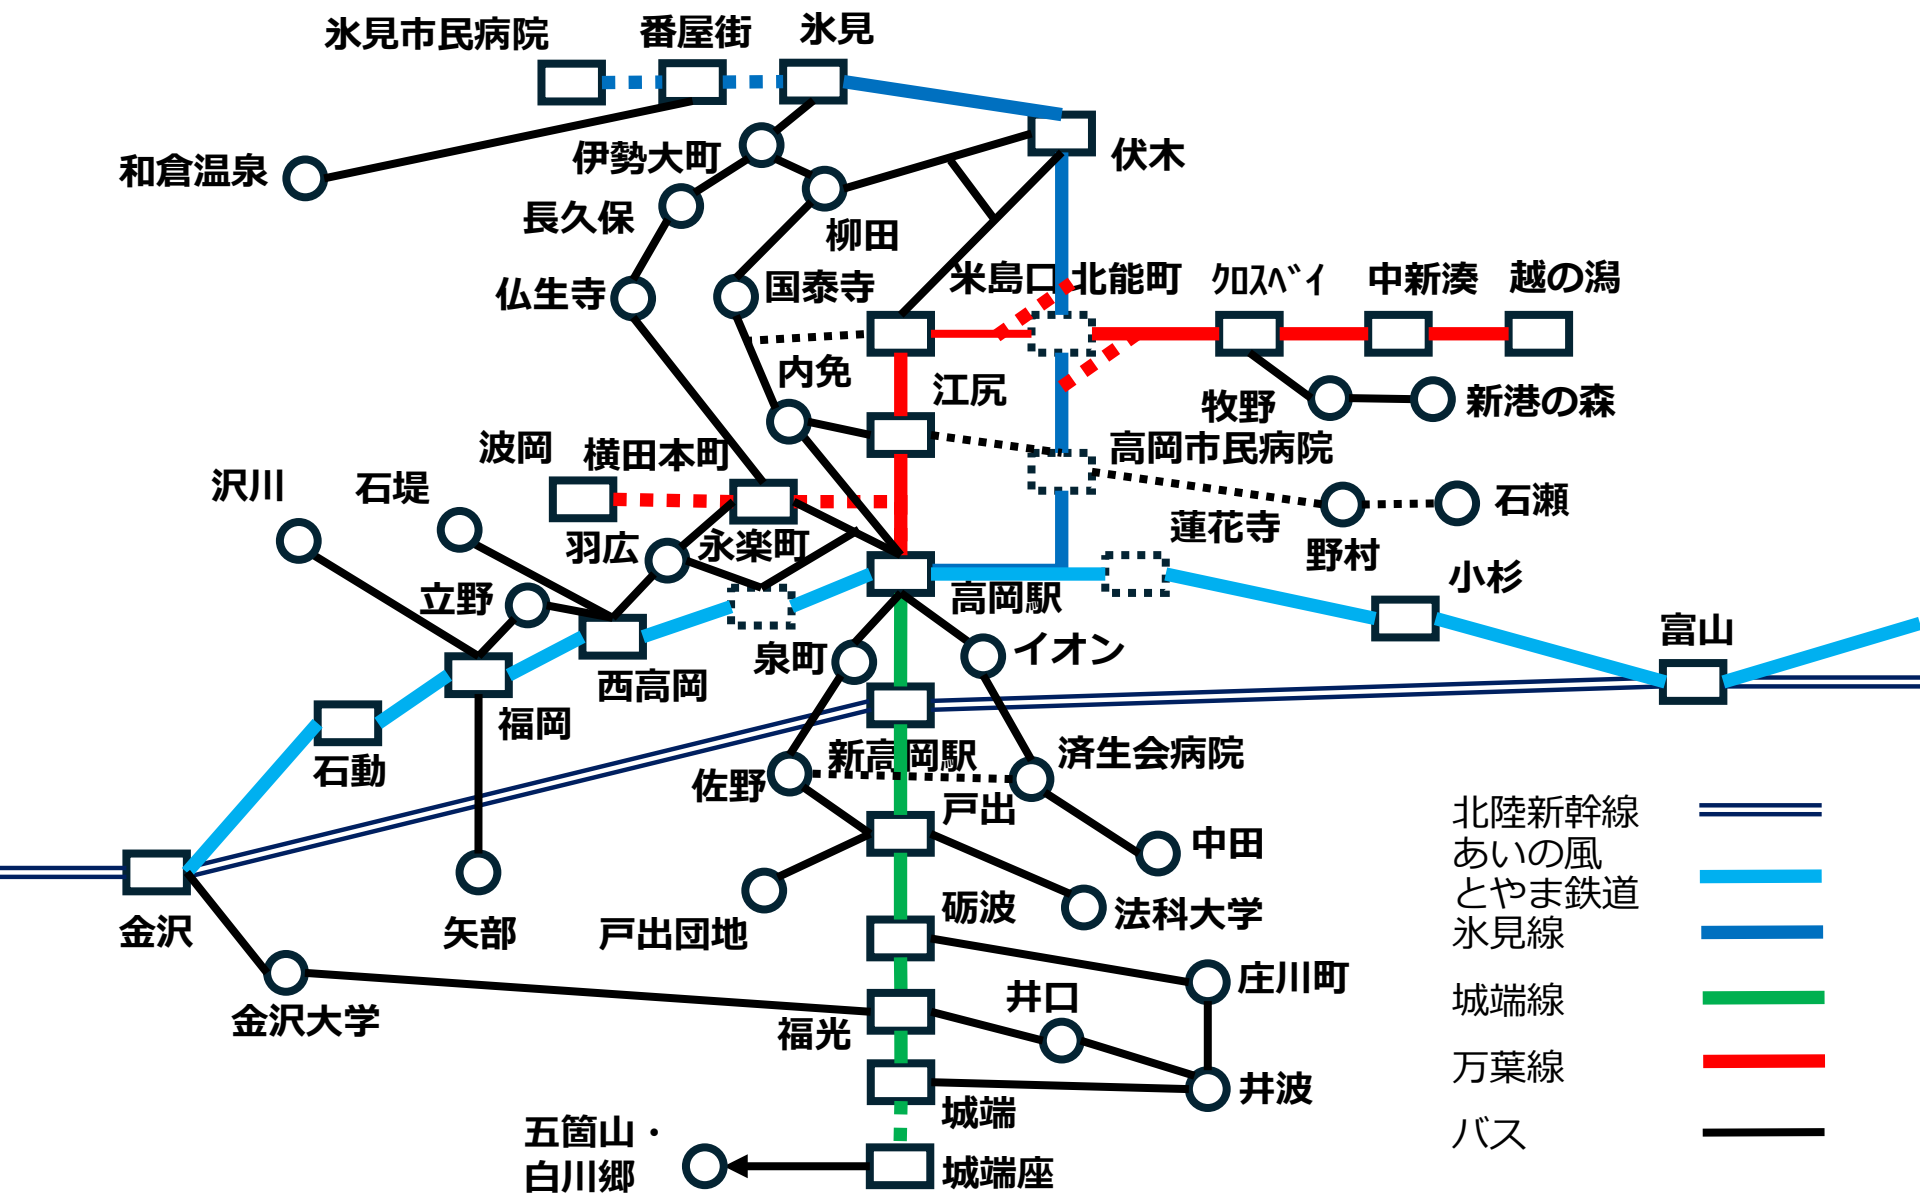 氷見市民病院
番屋街
氷見
和倉温泉
伊勢大町
伏木
長久保
柳田
仏生寺
国泰寺
米島口
北能町
ｸﾛｽﾍﾞｲ
中新湊
越の潟
内免
江尻
牧野
新港の森
波岡
横田本町
高岡市民病院
沢川
石堤
石瀬
羽広
永楽町
蓮花寺
野村
立野
高岡駅
小杉
泉町
イオン
富山
西高岡
福岡
石動
新高岡駅
済生会病院
佐野
戸出
中田
北陸新幹線
あいの風
とやま鉄道
氷見線
城端線
万葉線
バス
金沢
矢部
戸出団地
砺波
法科大学
金沢大学
庄川町
井口
福光
井波
城端
五箇山・
白川郷
城端座